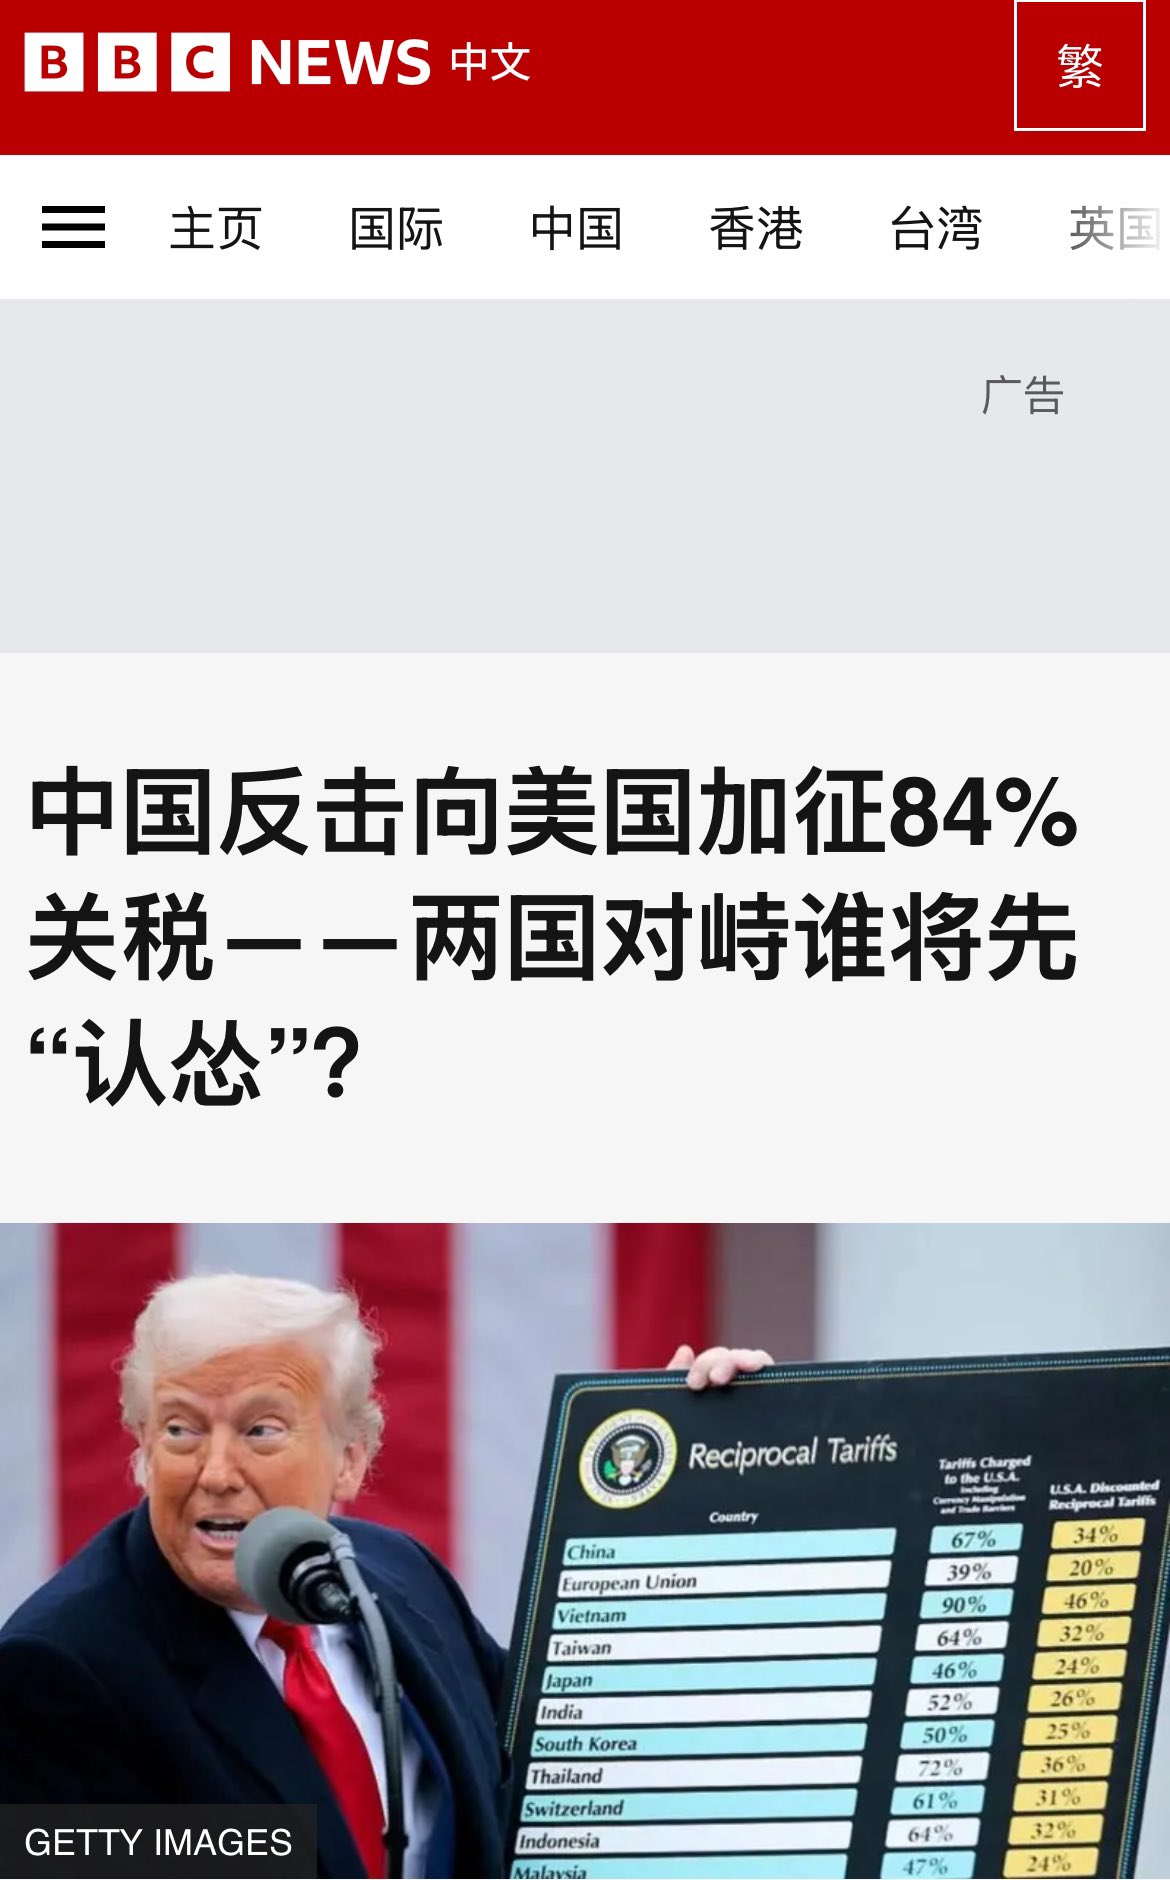 BBC NEWS 中文
繁
主页 国际 中国 香港 台湾 英国
广告
中国反击向美国加征84%
关税——两国对峙谁将先
“认怂”？
Reciprocal Tariffs
Tariffs Charged
to the U.S.A.
Including
Currency Manipulation
and Trade Barriers
U.S.A. Discounted
Reciprocal Tariffs
Country
China 67% 34%
European Union 39% 20%
Vietnam 90% 46%
Taiwan 64% 32%
Japan 46% 24%
India 52% 26%
South Korea 50% 25%
Thailand 72% 36%
Switzerland 61% 31%
Indonesia 64% 32%
Malaysia 47% 24%
GETTY IMAGES